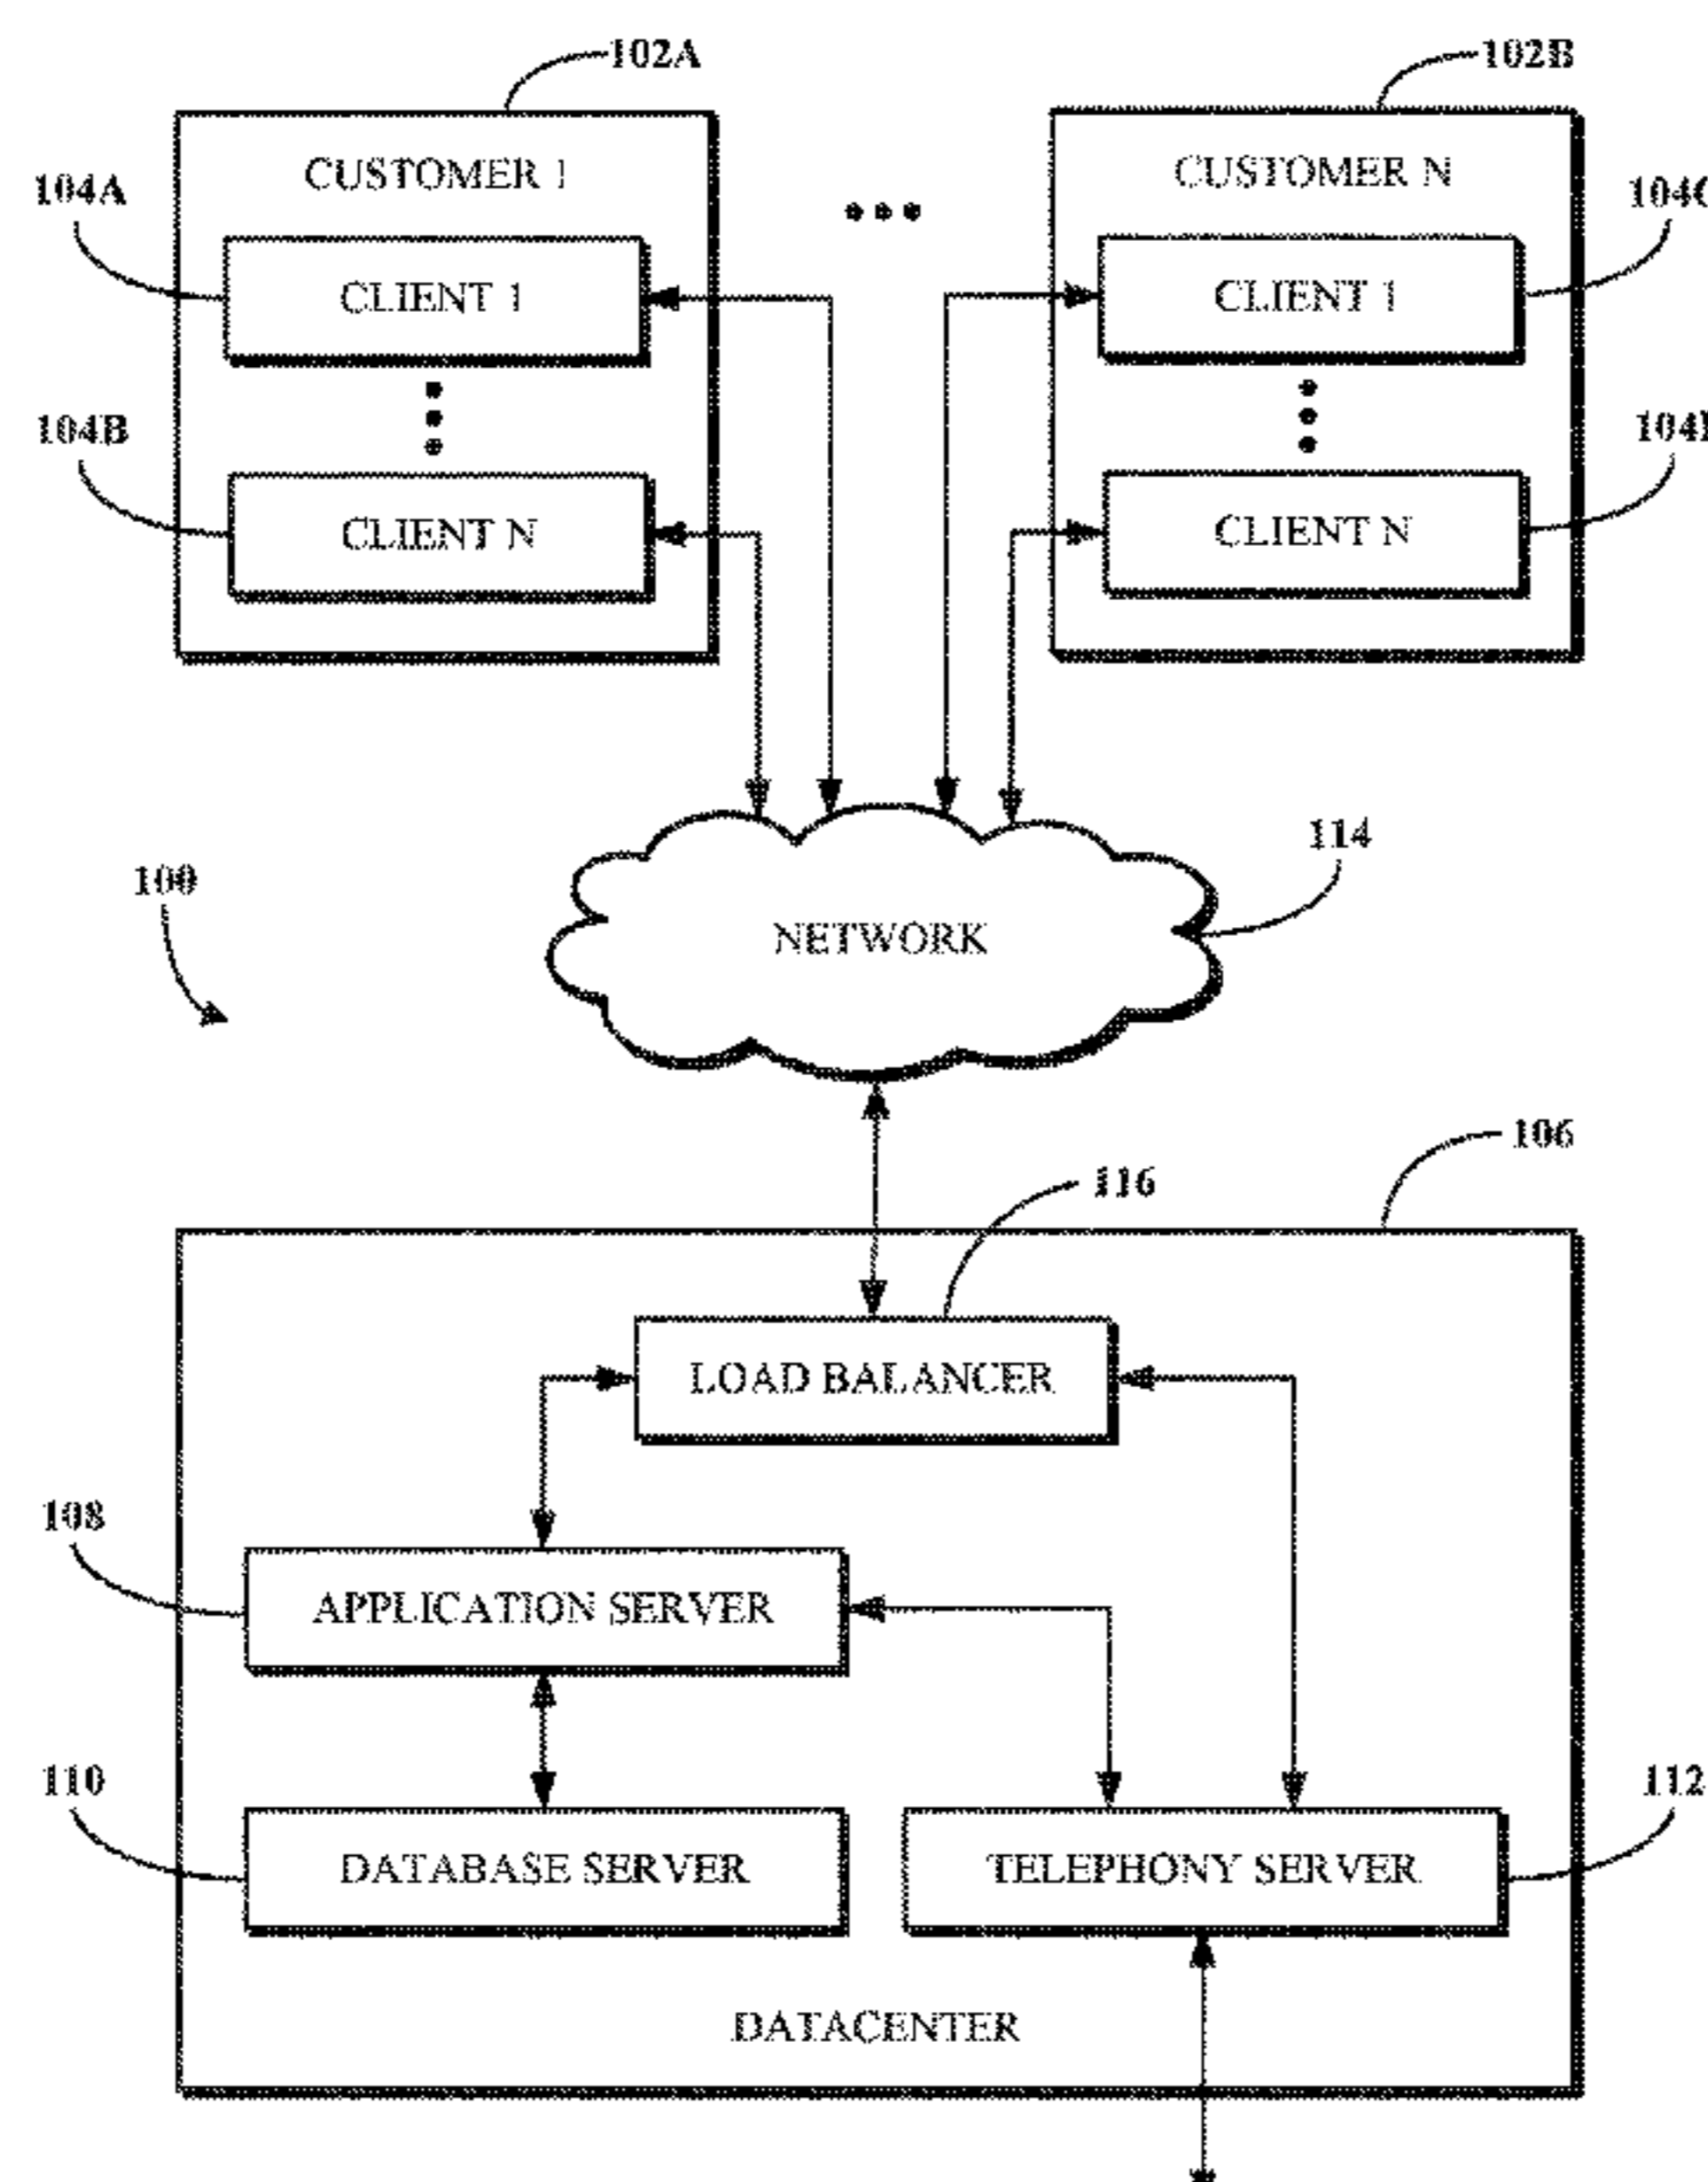 102A
102B
CUSTOMER 1
CUSTOMER N
104A
CLIENT 1
CLIENT 1
104B
CLIENT N
CLIENT N
114
100
NETWORK
106
116
LOAD BALANCER
108
APPLICATION SERVER
110
112
DATABASE SERVER
TELEPHONY SERVER
DATACENTER